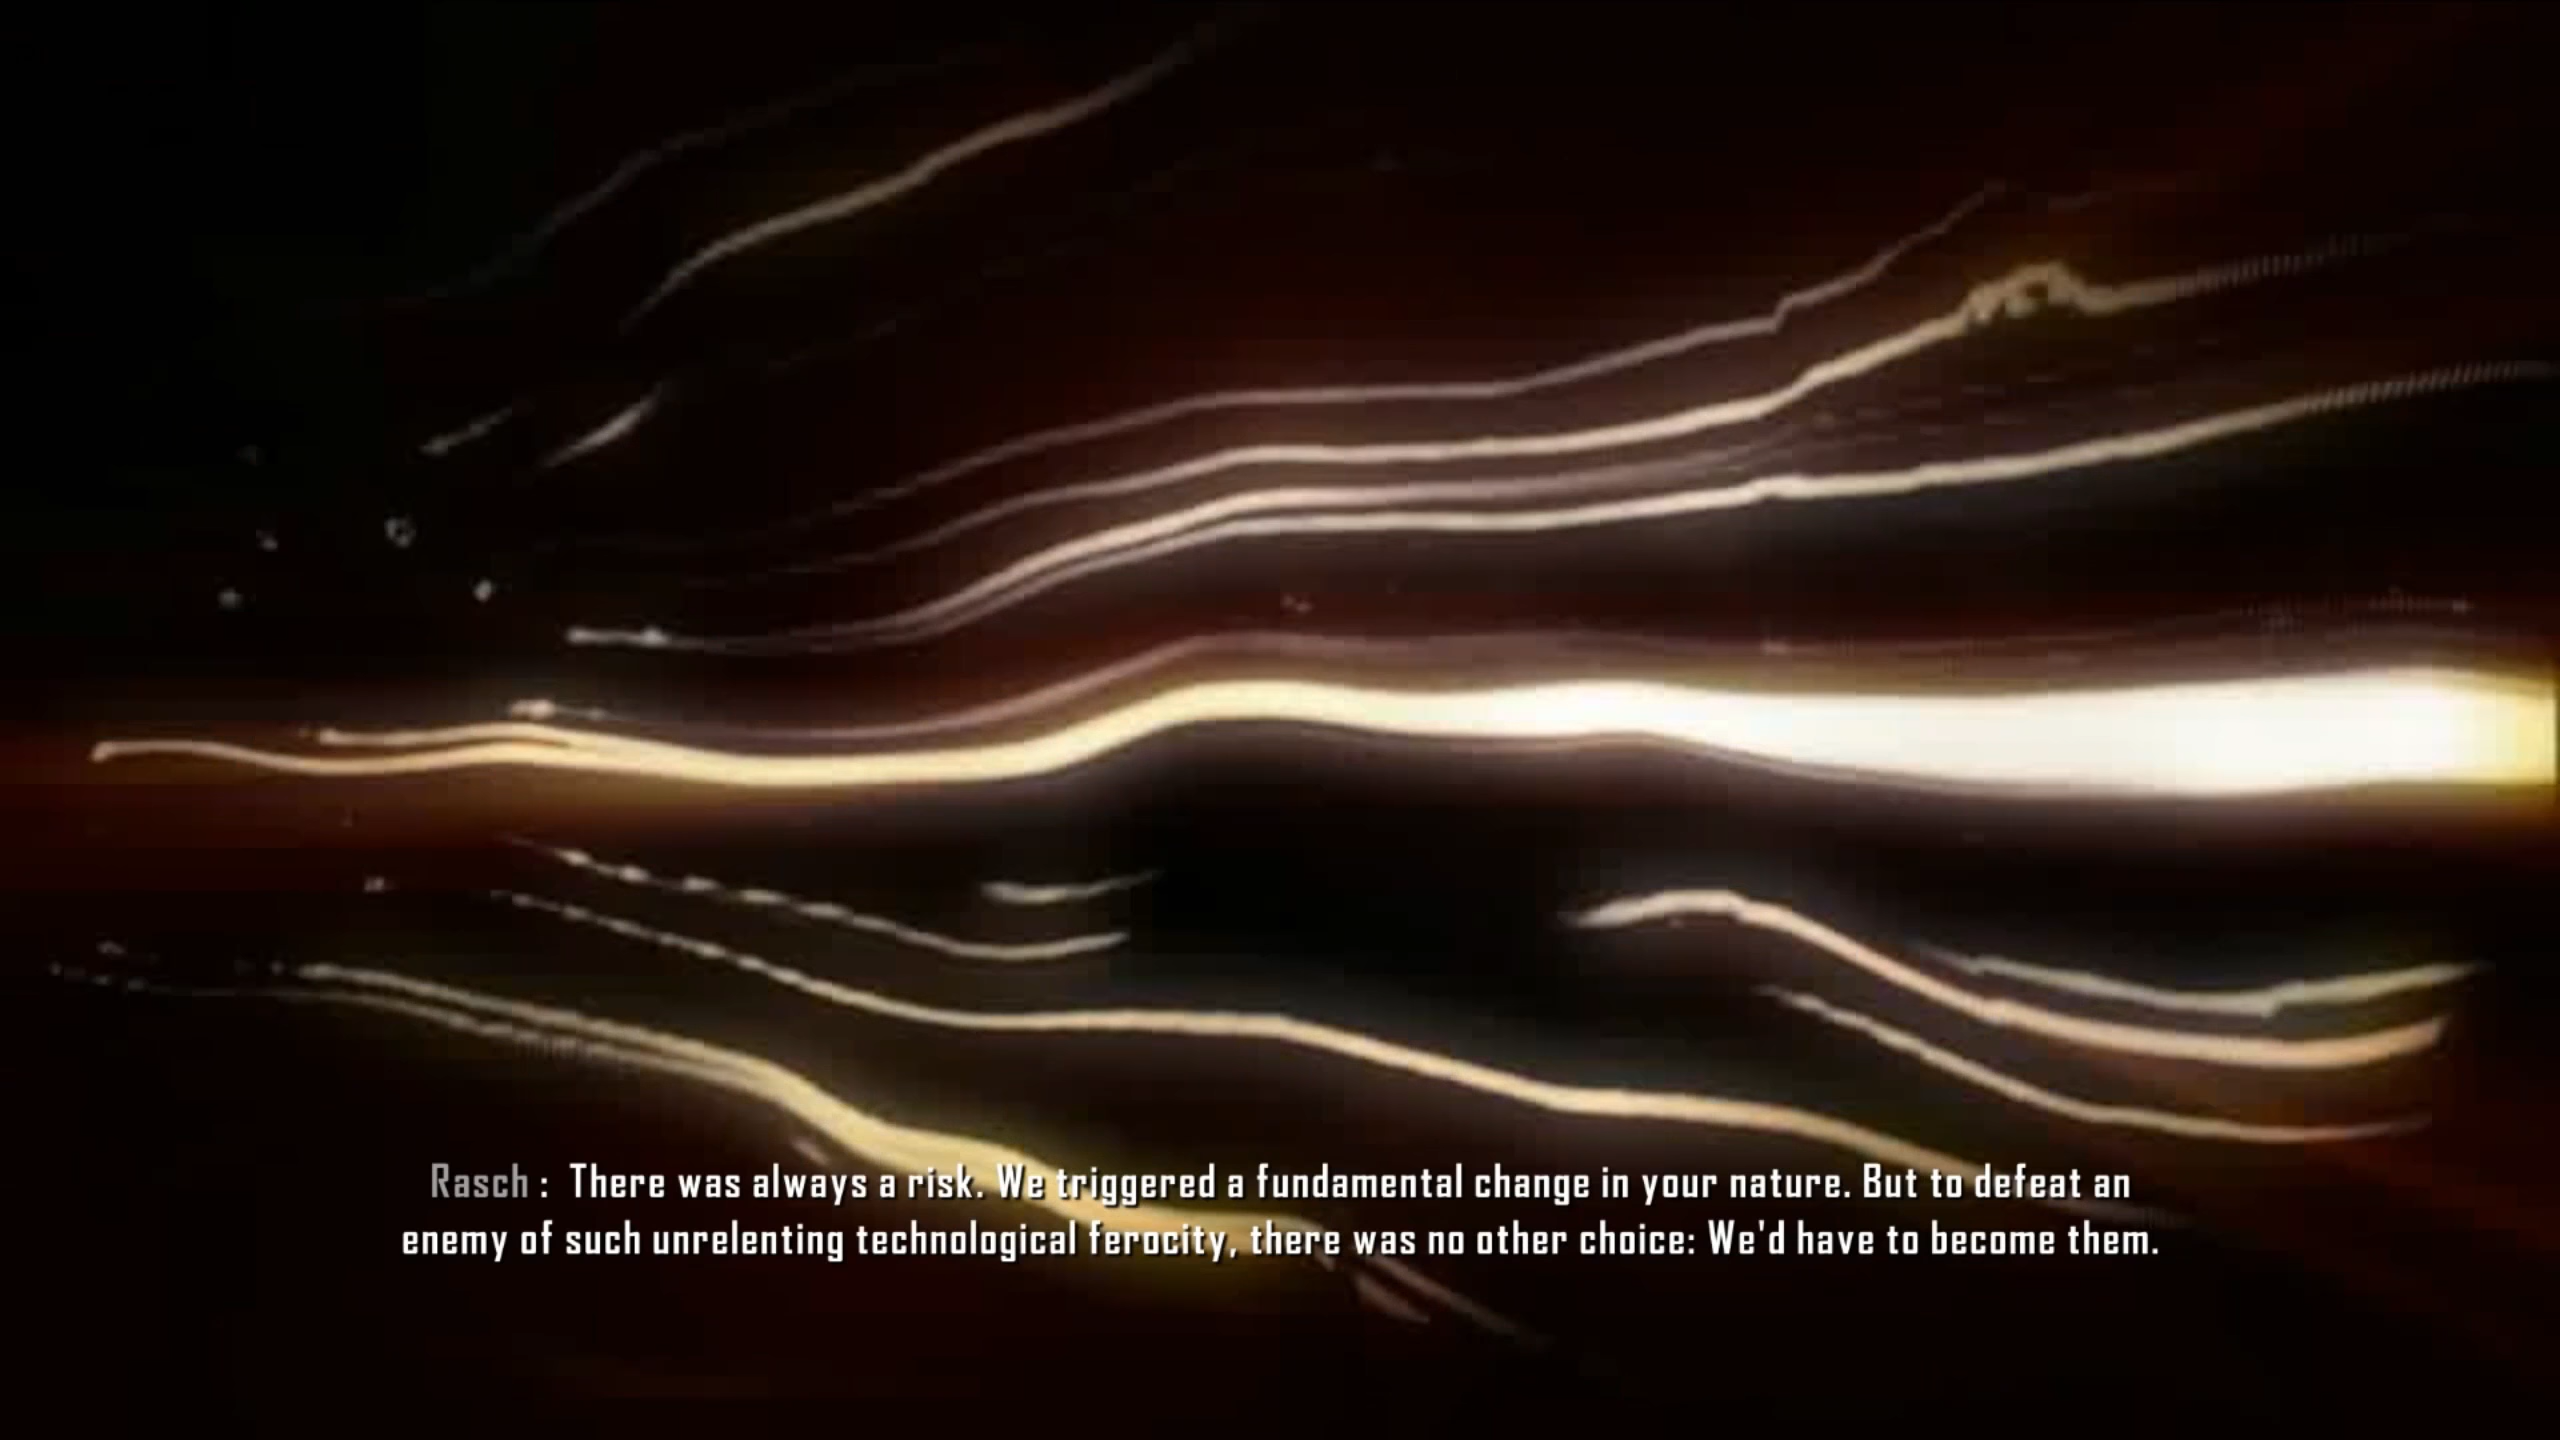 Rasch : There was always a risk. We triggered a fundamental change in your nature. But to defeat an
enemy of such unrelenting technological ferocity, there was no other choice: We'd have to become them.